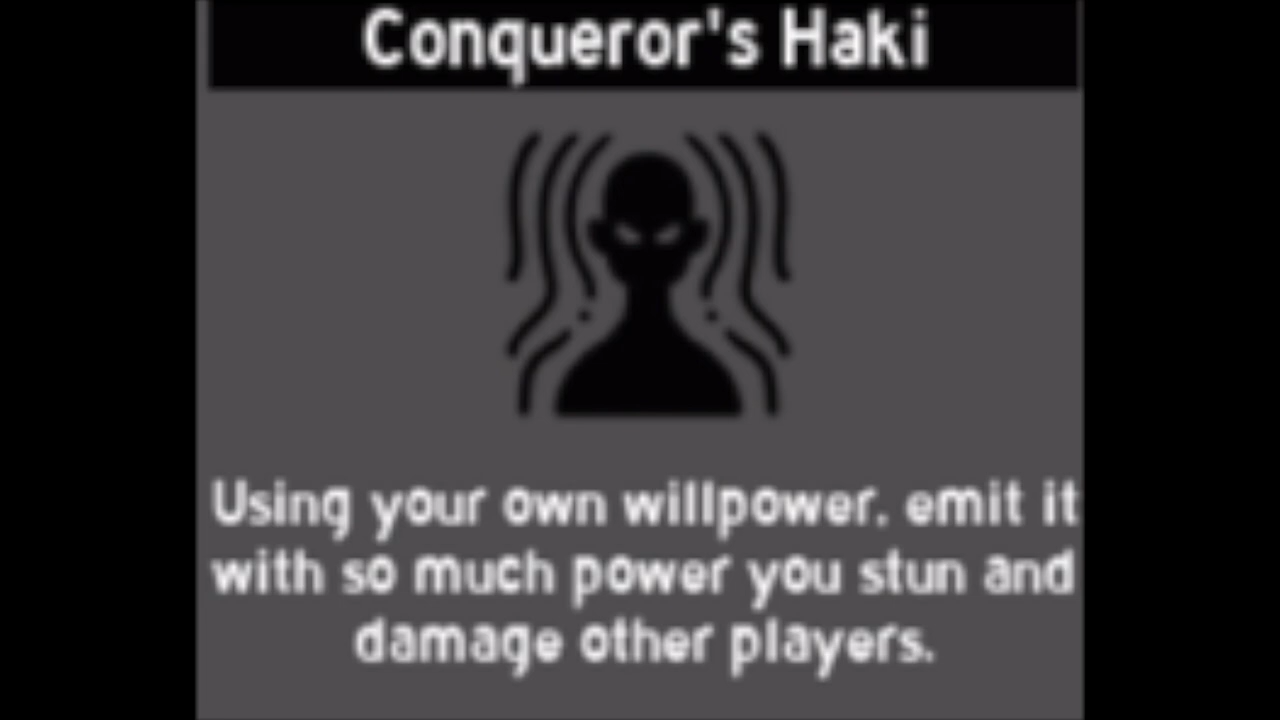 Conqueror's Haki
Using your own willpower, emit it
with so much power you stun and
damage other players.